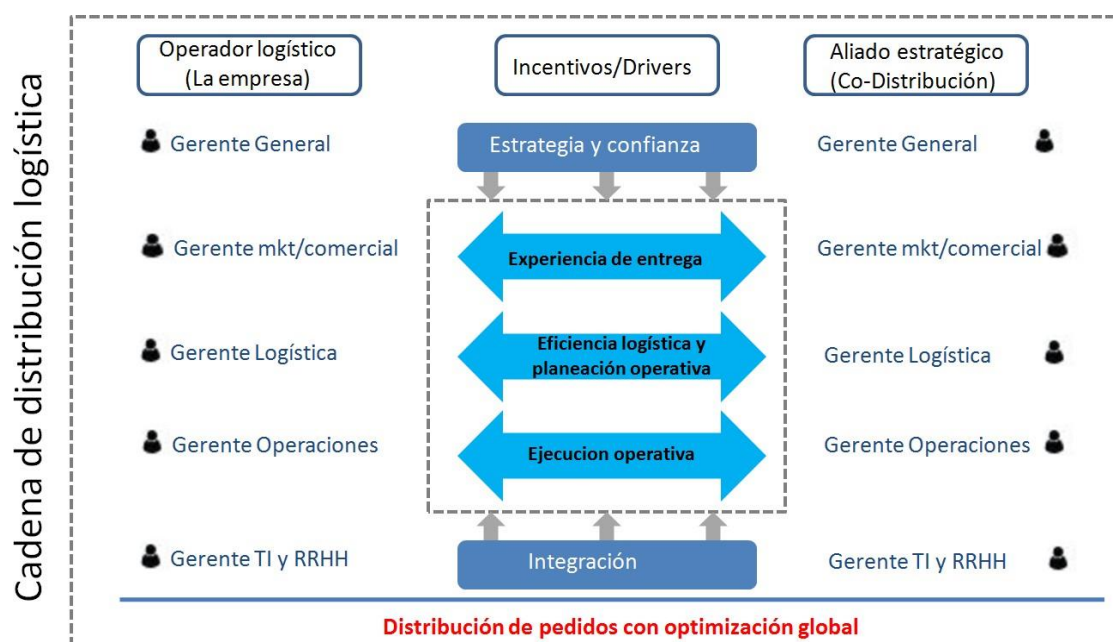 Cadena de distribución logística
Operador logístico
(La empresa)
Incentivos/Drivers
Aliado estratégico
(Co-Distribución)
Gerente General
Estrategia y confianza
Gerente General
Gerente mkt/comercial
Experiencia de entrega
Gerente mkt/comercial
Gerente Logística
Eficiencia logística y
planeación operativa
Gerente Logística
Gerente Operaciones
Ejecucion operativa
Gerente Operaciones
Gerente TI y RRHH
Integración
Gerente TI y RRHH
Distribución de pedidos con optimización global